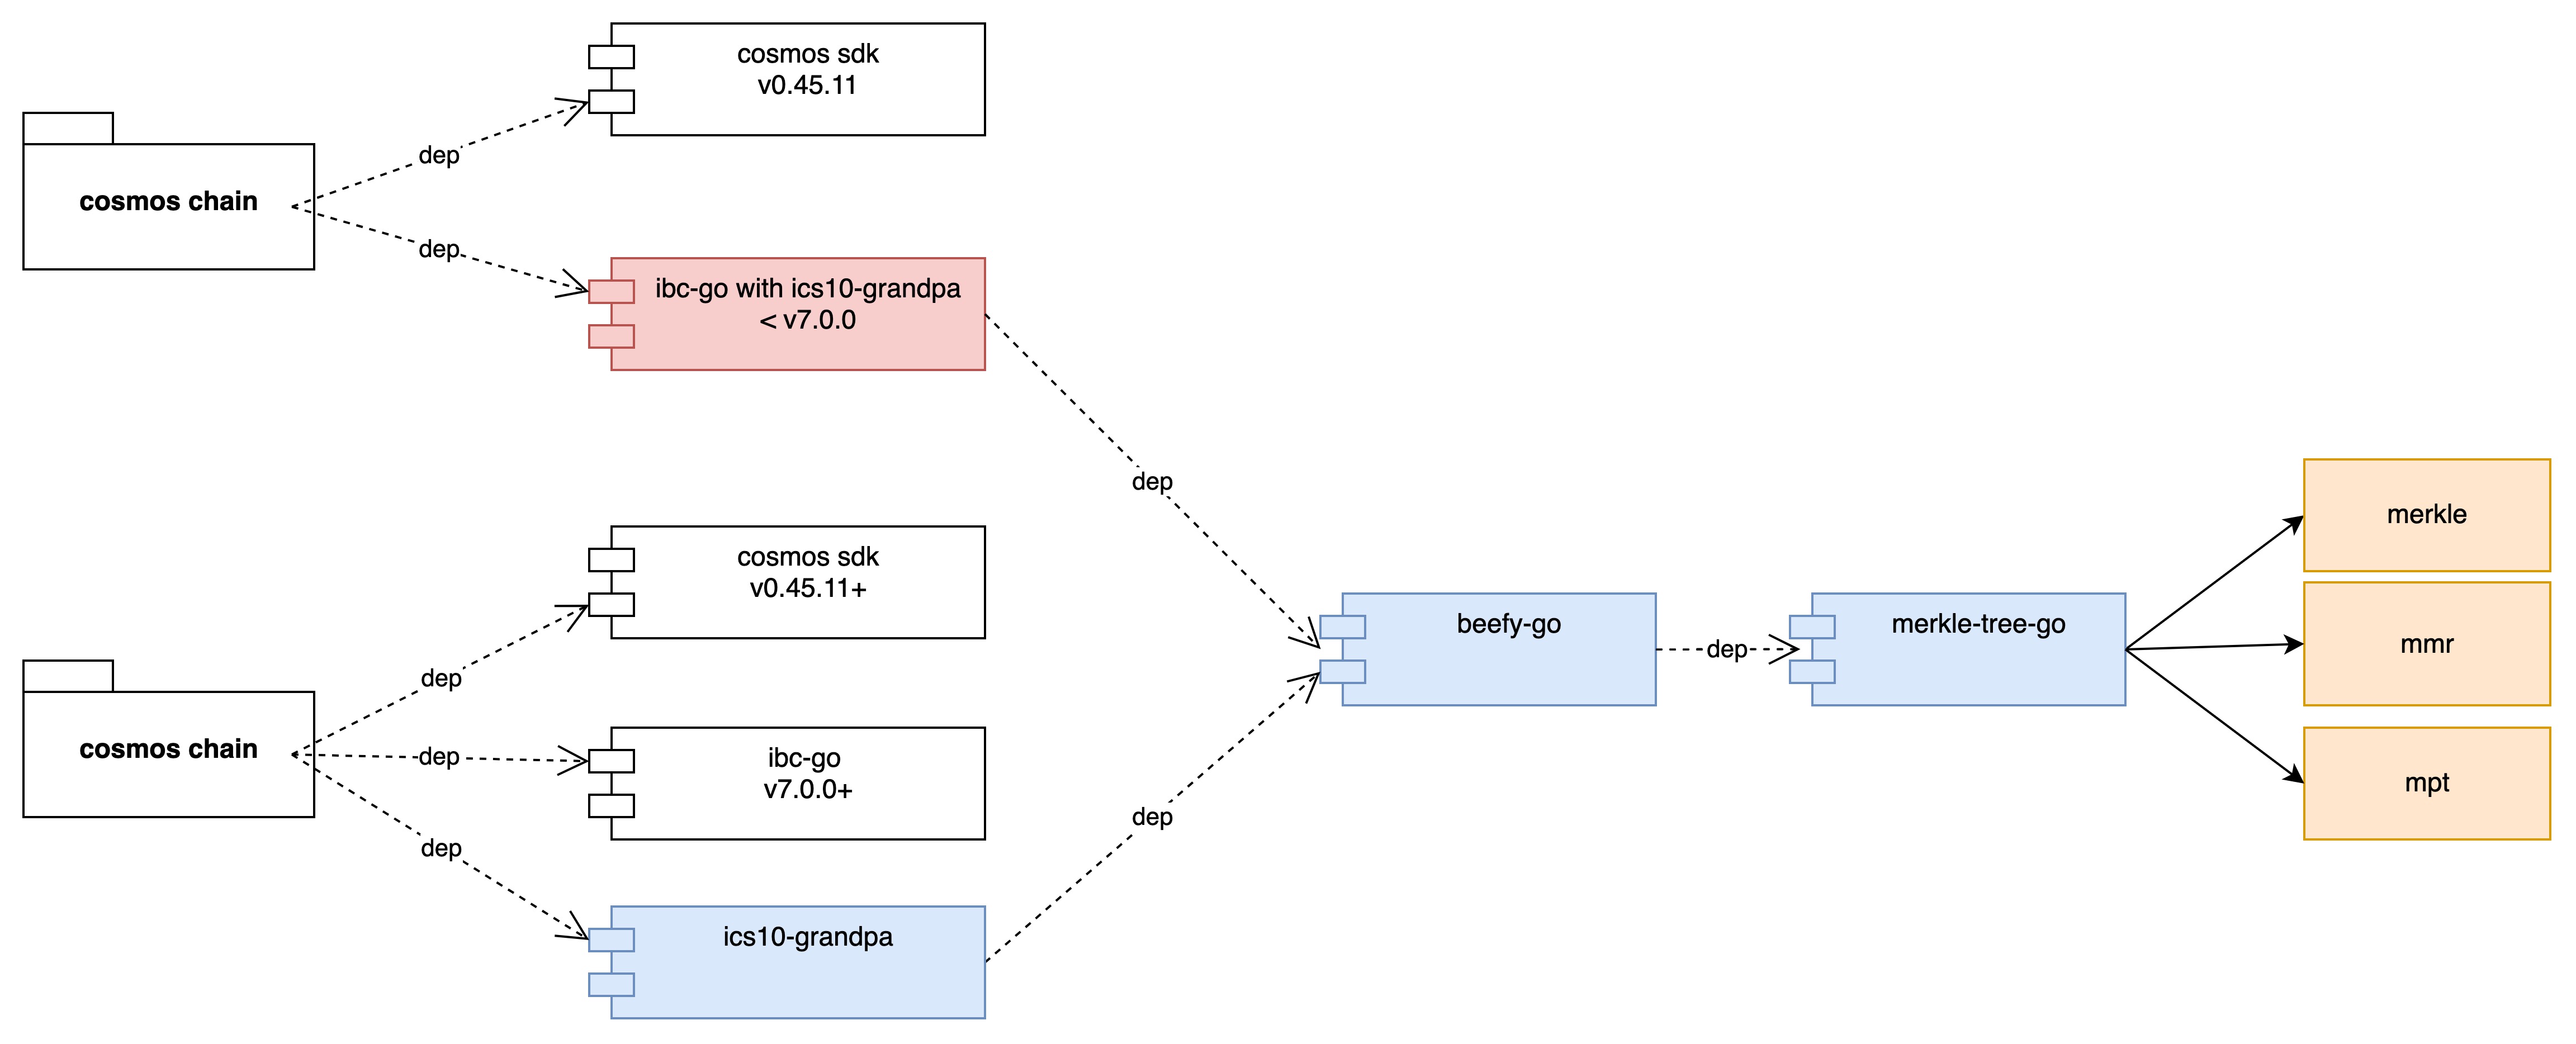 cosmos sdk
v0.45.11
dep
cosmos chain
dep
ibc-go with ics10-grandpa
< v7.0.0
dep
cosmos sdk
v0.45.11+
dep
cosmos chain
dep
ibc-go
v7.0.0+
dep
ics10-grandpa
dep
beefy-go
dep
merkle-tree-go
merkle
mmr
mpt